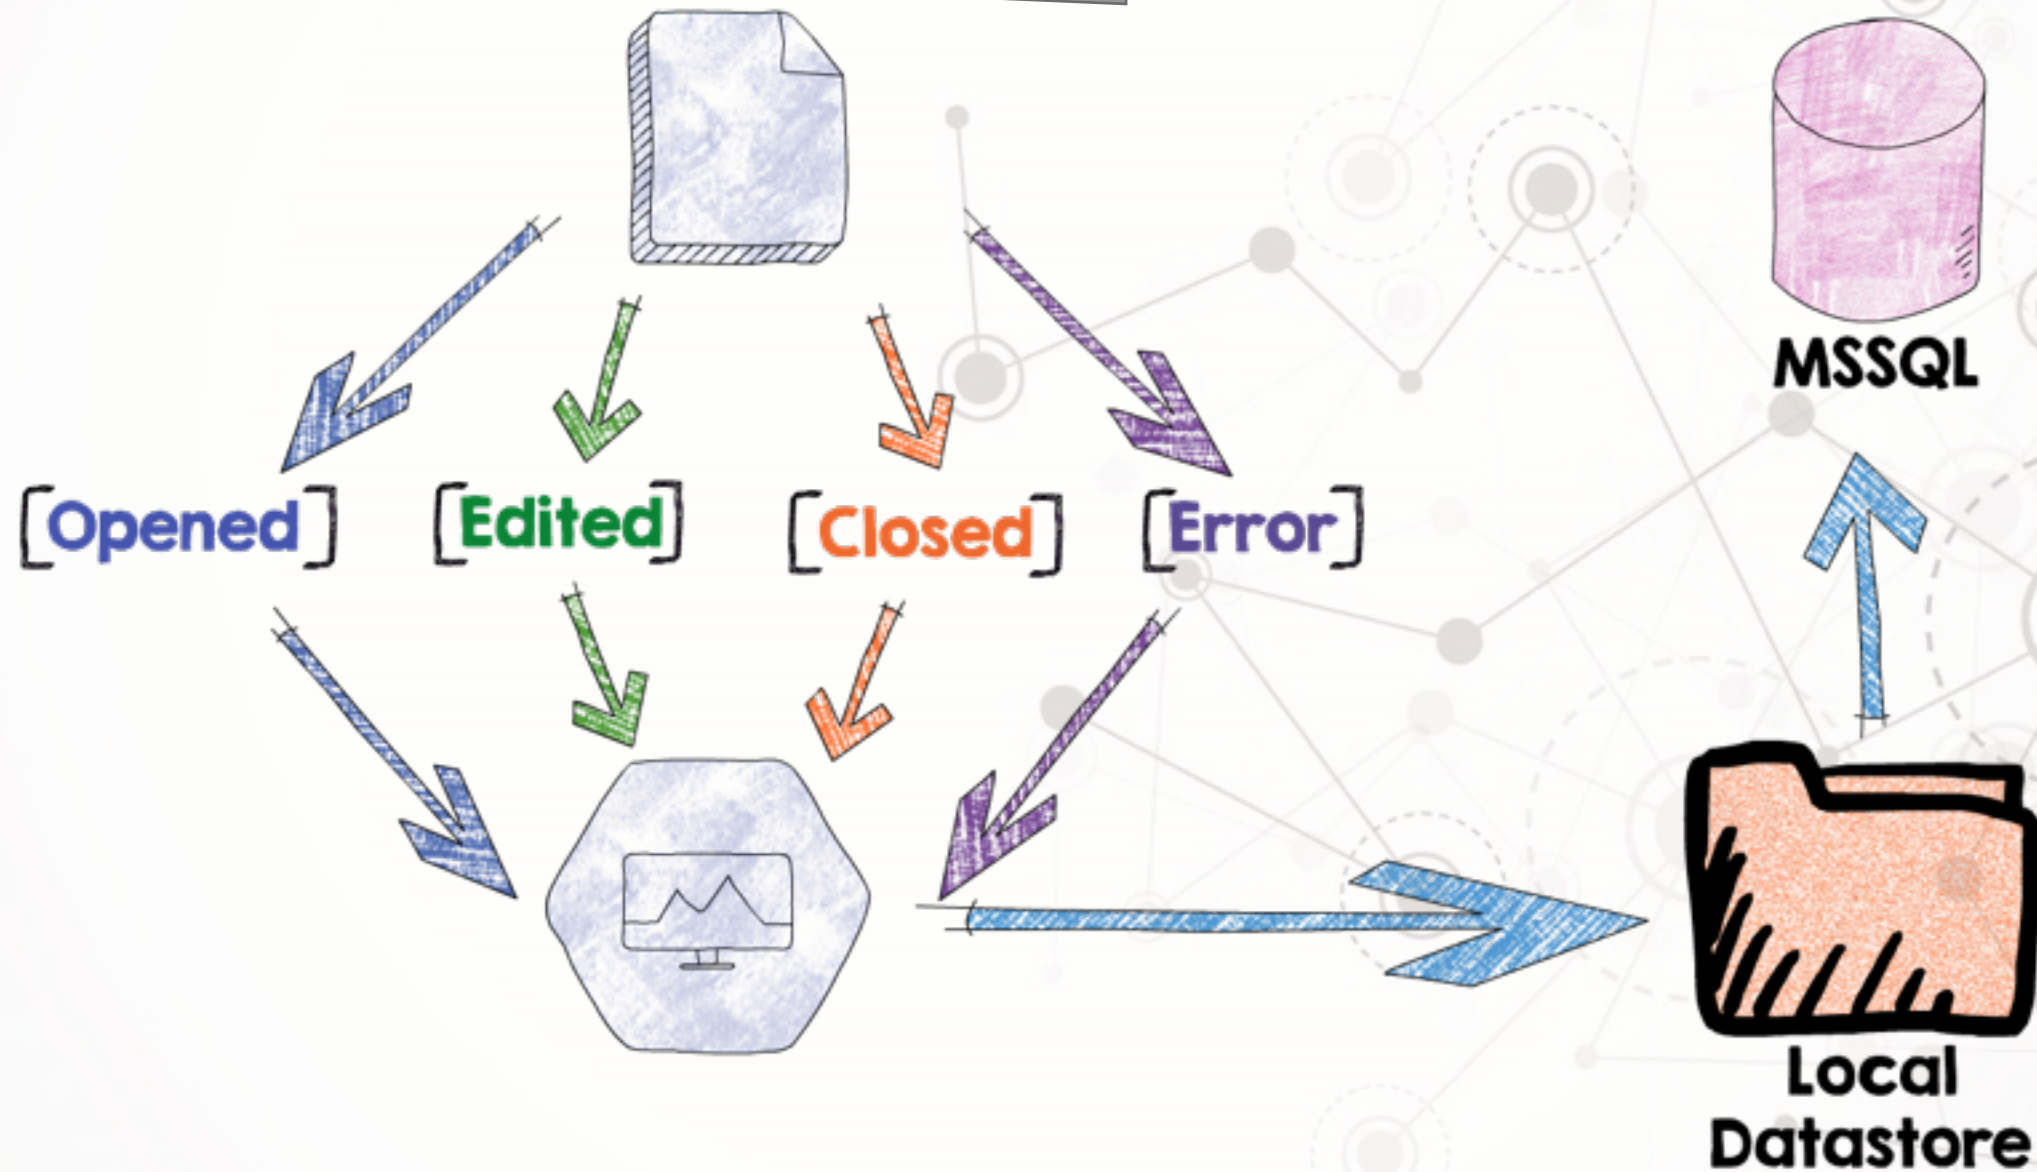 MSSQL
[Opened]
[Edited]
[Closed]
[Error]
Local
Datastore